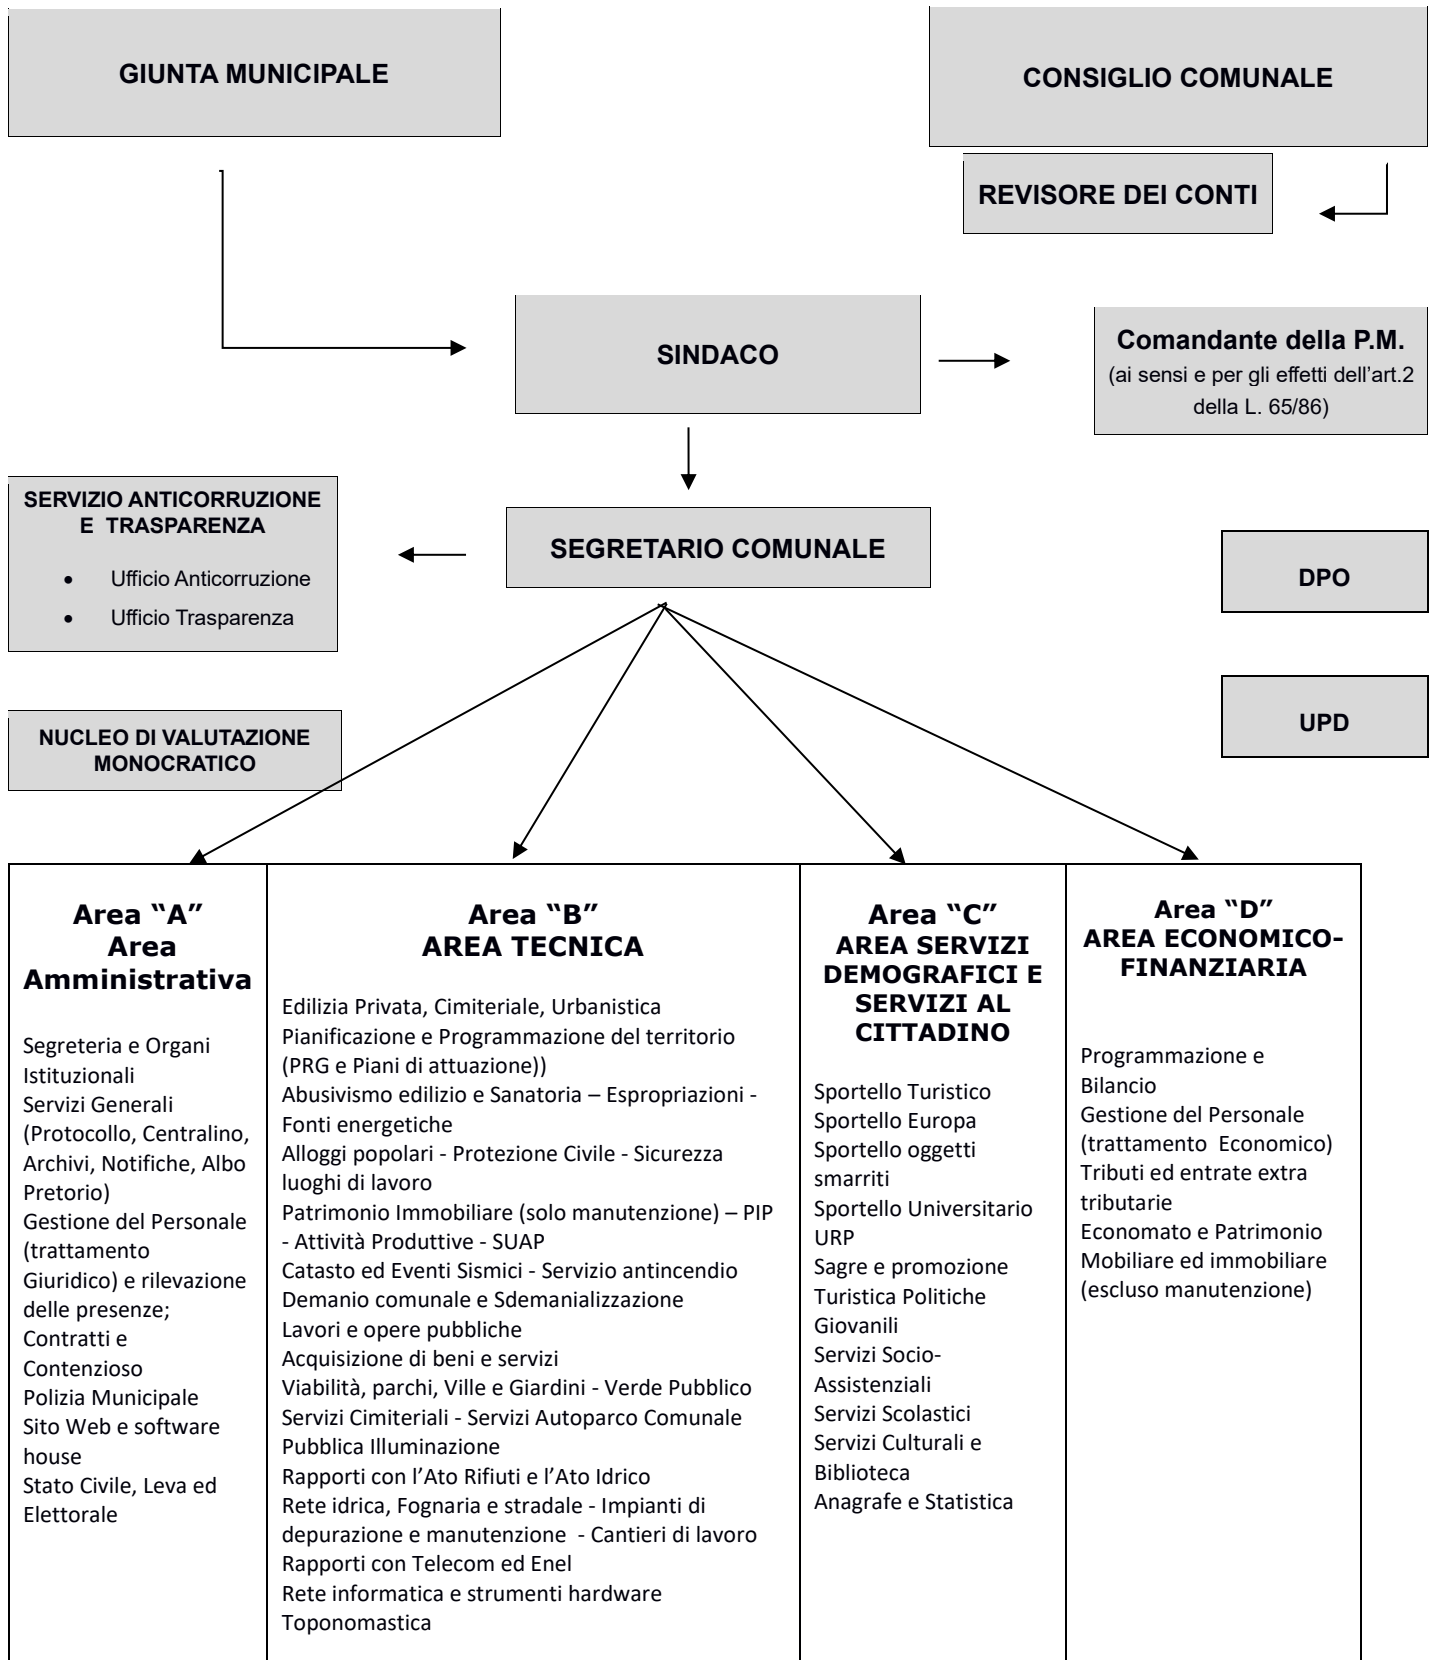 GIUNTA MUNICIPALE
CONSIGLIO COMUNALE
REVISORE DEI CONTI
SINDACO
Comandante della P.M.
(ai sensi e per gli effetti dell'art.2
della L. 65/86)
SERVIZIO ANTICORRUZIONE
E TRASPARENZA
• Ufficio Anticorruzione
• Ufficio Trasparenza
SEGRETARIO COMUNALE
DPO
NUCLEO DI VALUTAZIONE
MONOCRATICO
UPD
Area “A”
Area
Amministrativa
Segreteria e Organi
Istituzionali
Servizi Generali
(Protocollo, Centralino,
Archivi, Notifiche, Albo
Pretorio)
Gestione del Personale
(trattamento
Giuridico) e rilevazione
delle presenze;
Contratti e
Contenzioso
Polizia Municipale
Sito Web e software
house
Stato Civile, Leva ed
Elettorale
Area “B”
AREA TECNICA
Edilizia Privata, Cimiteriale, Urbanistica
Pianificazione e Programmazione del territorio
(PRG e Piani di attuazione))
Abusivismo edilizio e Sanatoria – Espropriazioni -
Fonti energetiche
Alloggi popolari - Protezione Civile - Sicurezza
luoghi di lavoro
Patrimonio Immobiliare (solo manutenzione) – PIP
- Attività Produttive - SUAP
Catasto ed Eventi Sismici - Servizio antincendio
Demanio comunale e Sdemanializzazione
Lavori e opere pubbliche
Acquisizione di beni e servizi
Viabilità, parchi, Ville e Giardini - Verde Pubblico
Servizi Cimiteriali - Servizi Autoparco Comunale
Pubblica Illuminazione
Rapporti con l’Ato Rifiuti e l’Ato Idrico
Rete idrica, Fognaria e stradale - Impianti di
depurazione e manutenzione - Cantieri di lavoro
Rapporti con Telecom ed Enel
Rete informatica e strumenti hardware
Toponomastica
Area “C”
AREA SERVIZI
DEMOGRAFICI E
SERVIZI AL
CITTADINO
Sportello Turistico
Sportello Europa
Sportello oggetti
smarriti
Sportello Universitario
URP
Sagre e promozione
Turistica Politiche
Giovanili
Servizi Socio-
Assistenziali
Servizi Scolastici
Servizi Culturali e
Biblioteca
Anagrafe e Statistica
Area “D”
AREA ECONOMICO-
FINANZIARIA
Programmazione e
Bilancio
Gestione del Personale
(trattamento Economico)
Tributi ed entrate extra
tributarie
Economato e Patrimonio
Mobiliare ed immobiliare
(escluso manutenzione)